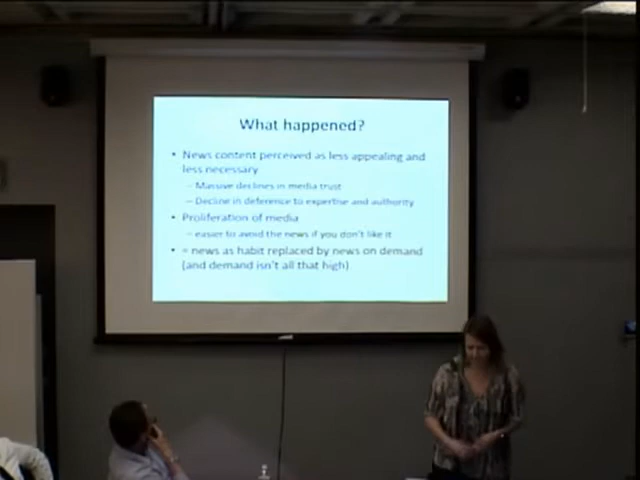 What happened?
• News content perceived as less appealing and
less necessary
– Massive declines in media trust
– Decline in deference to expertise and authority
• Proliferation of media
– easier to avoid the news if you don't like it
• = news as habit replaced by news on demand
(and demand isn't all that high)